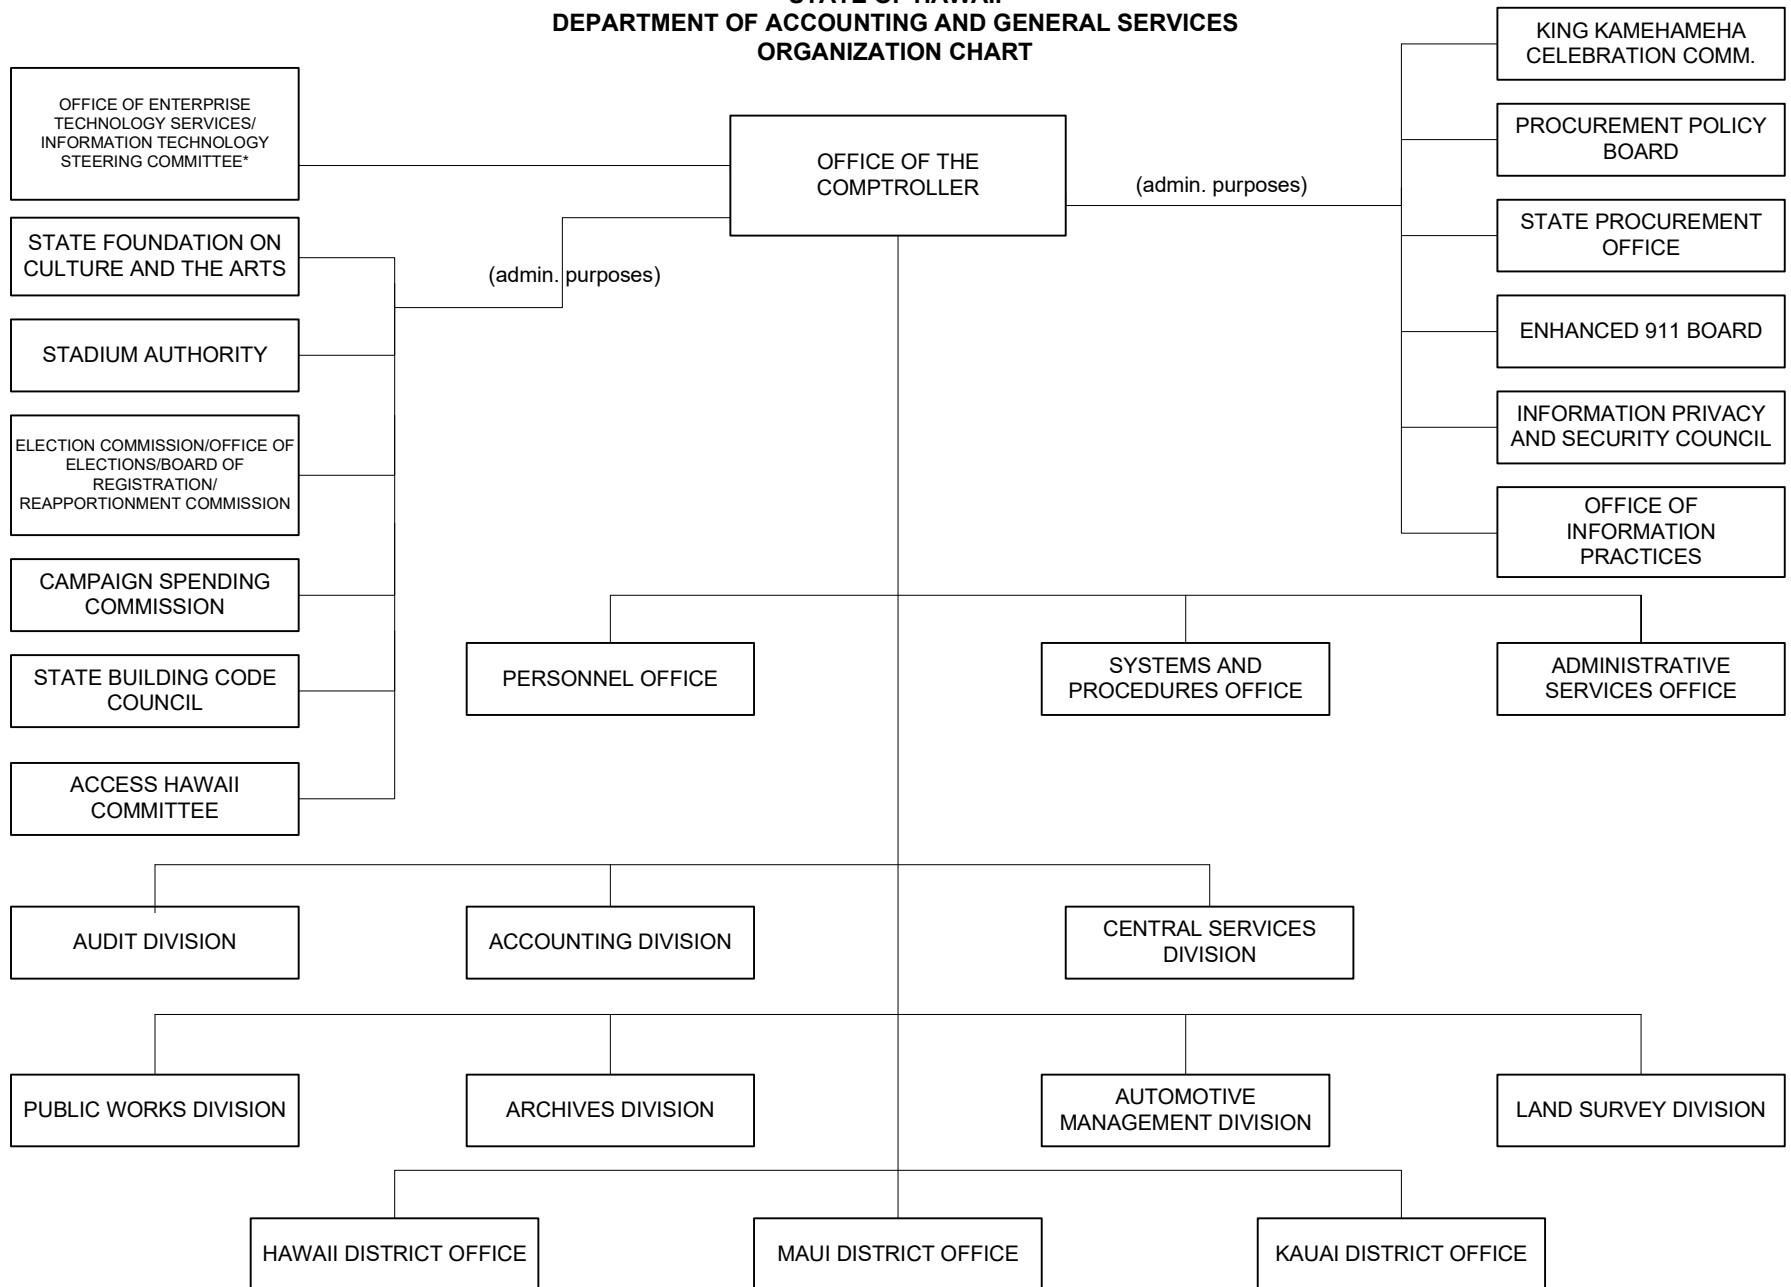 STATE OF HAWAII
DEPARTMENT OF ACCOUNTING AND GENERAL SERVICES
ORGANIZATION CHART
OFFICE OF ENTERPRISE
TECHNOLOGY SERVICES/
INFORMATION TECHNOLOGY
STEERING COMMITTEE*
OFFICE OF THE
COMPTROLLER
(admin. purposes)
KING KAMEHAMEHA
CELEBRATION COMM.
PROCUREMENT POLICY
BOARD
STATE PROCUREMENT
OFFICE
ENHANCED 911 BOARD
INFORMATION PRIVACY
AND SECURITY COUNCIL
OFFICE OF
INFORMATION
PRACTICES
(admin. purposes)
STATE FOUNDATION ON
CULTURE AND THE ARTS
STADIUM AUTHORITY
ELECTION COMMISSION/OFFICE OF
ELECTIONS/BOARD OF
REGISTRATION/
REAPPORTIONMENT COMMISSION
CAMPAIGN SPENDING
COMMISSION
STATE BUILDING CODE
COUNCIL
ACCESS HAWAII
COMMITTEE
PERSONNEL OFFICE
SYSTEMS AND
PROCEDURES OFFICE
ADMINISTRATIVE
SERVICES OFFICE
AUDIT DIVISION
ACCOUNTING DIVISION
CENTRAL SERVICES
DIVISION
PUBLIC WORKS DIVISION
ARCHIVES DIVISION
AUTOMOTIVE
MANAGEMENT DIVISION
LAND SURVEY DIVISION
HAWAII DISTRICT OFFICE
MAUI DISTRICT OFFICE
KAUAI DISTRICT OFFICE